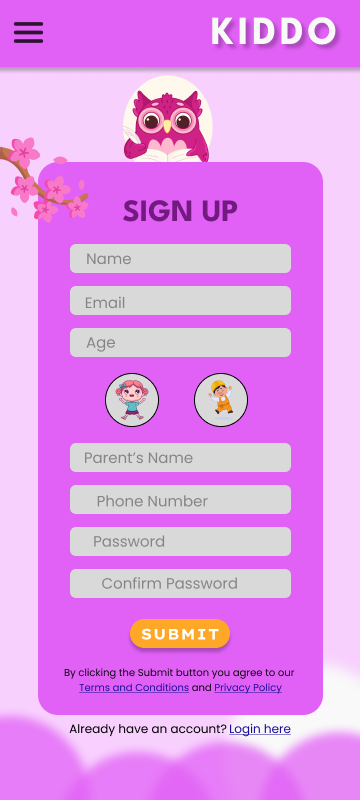 KIDDO
SIGN UP
Name
Email
Age
Parent's Name
Phone Number
Password
Confirm Password
SUBMIT
By clicking the Submit button you agree to our
Terms and Conditions and Privacy Policy
Already have an account? Login here